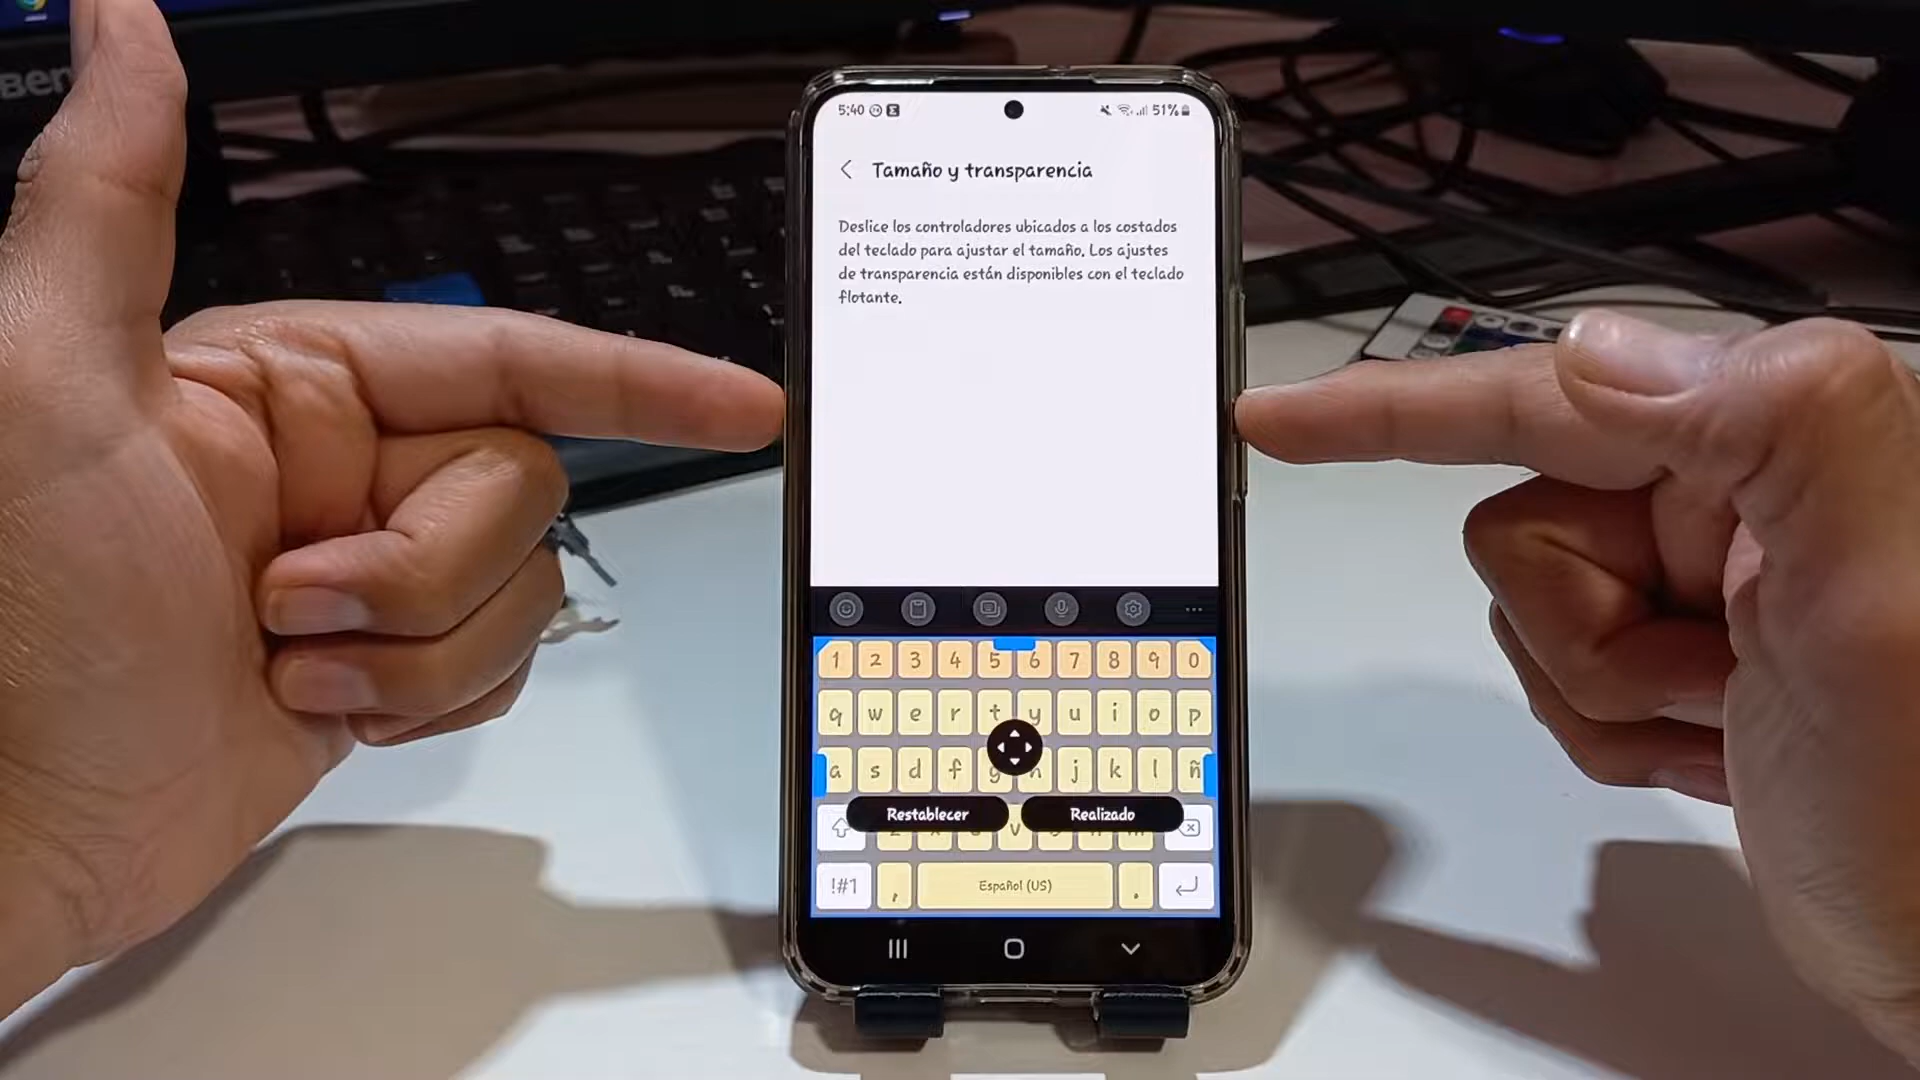 Ben
5:40 51%
Tamaño y transparencia
Deslice los controladores ubicados a los costados
del teclado para ajustar el tamaño. Los ajustes
de transparencia están disponibles con el teclado
flotante.
1 2 3 4 5 6 7 8 9 0
q w e r t y u i o p
a s d f g h j k l ñ
Restablecer Realizado
v
!#1 , Español (US) .